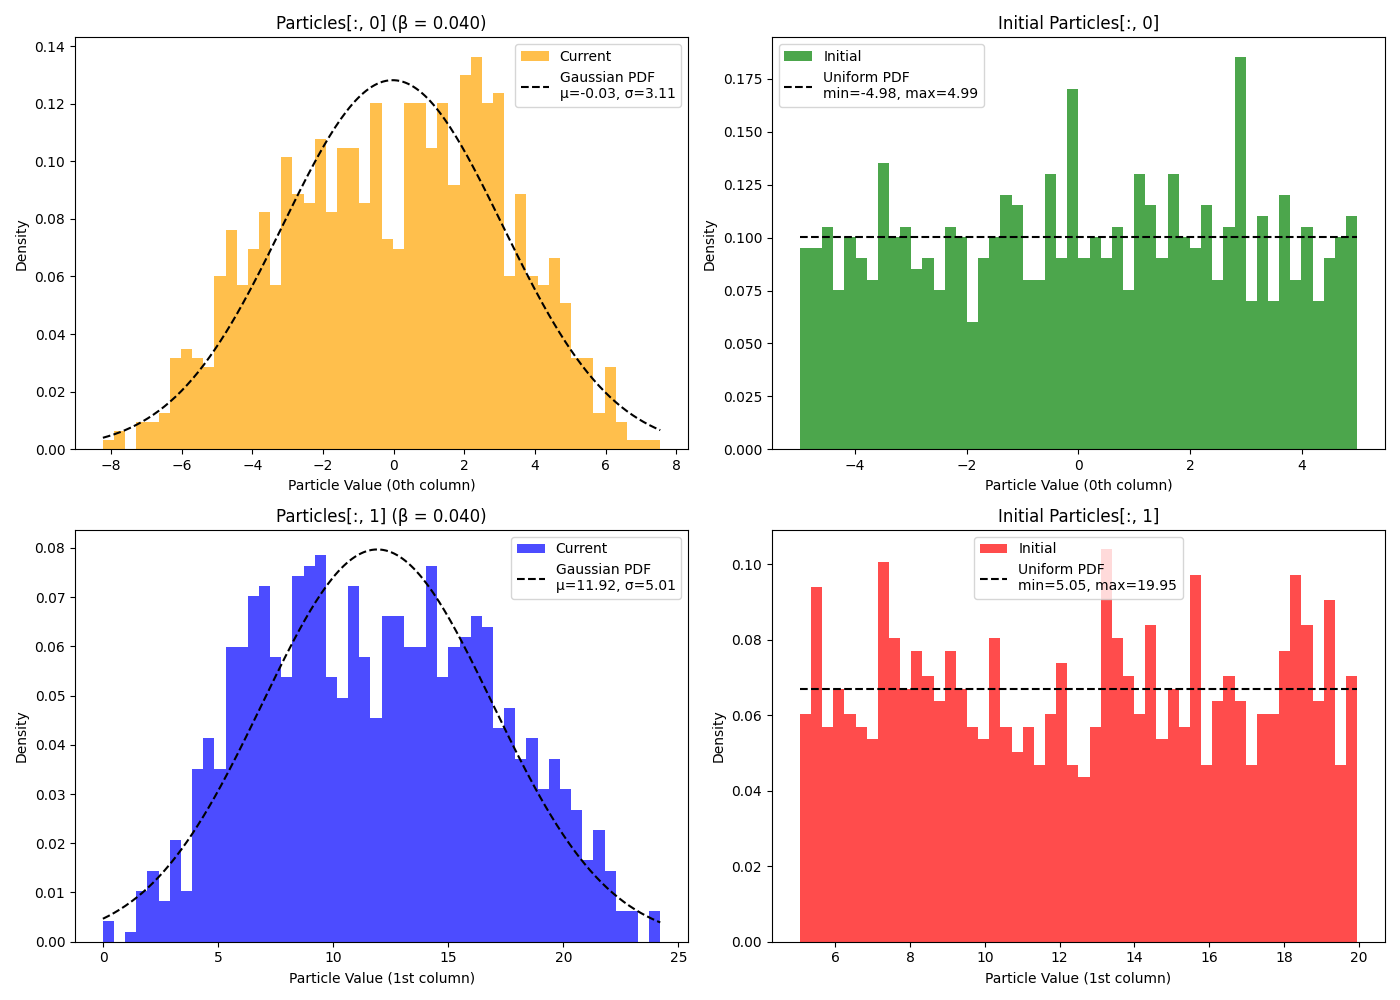 Particles[:, 0] (β = 0.040)
0.14
0.12
0.10
0.08
0.06
0.04
0.02
0.00
Density
Current
Gaussian PDF
μ=-0.03, σ=3.11
−8 −6 −4 −2 0 2 4 6 8
Particle Value (0th column)
Initial Particles[:, 0]
0.175
0.150
0.125
0.100
0.075
0.050
0.025
0.000
Density
Initial
Uniform PDF
min=-4.98, max=4.99
−4 −2 0 2 4
Particle Value (0th column)
Particles[:, 1] (β = 0.040)
0.08
0.07
0.06
0.05
0.04
0.03
0.02
0.01
0.00
Density
Current
Gaussian PDF
μ=11.92, σ=5.01
0 5 10 15 20 25
Particle Value (1st column)
Initial Particles[:, 1]
0.10
0.08
0.06
0.04
0.02
0.00
Density
Initial
Uniform PDF
min=5.05, max=19.95
6 8 10 12 14 16 18 20
Particle Value (1st column)